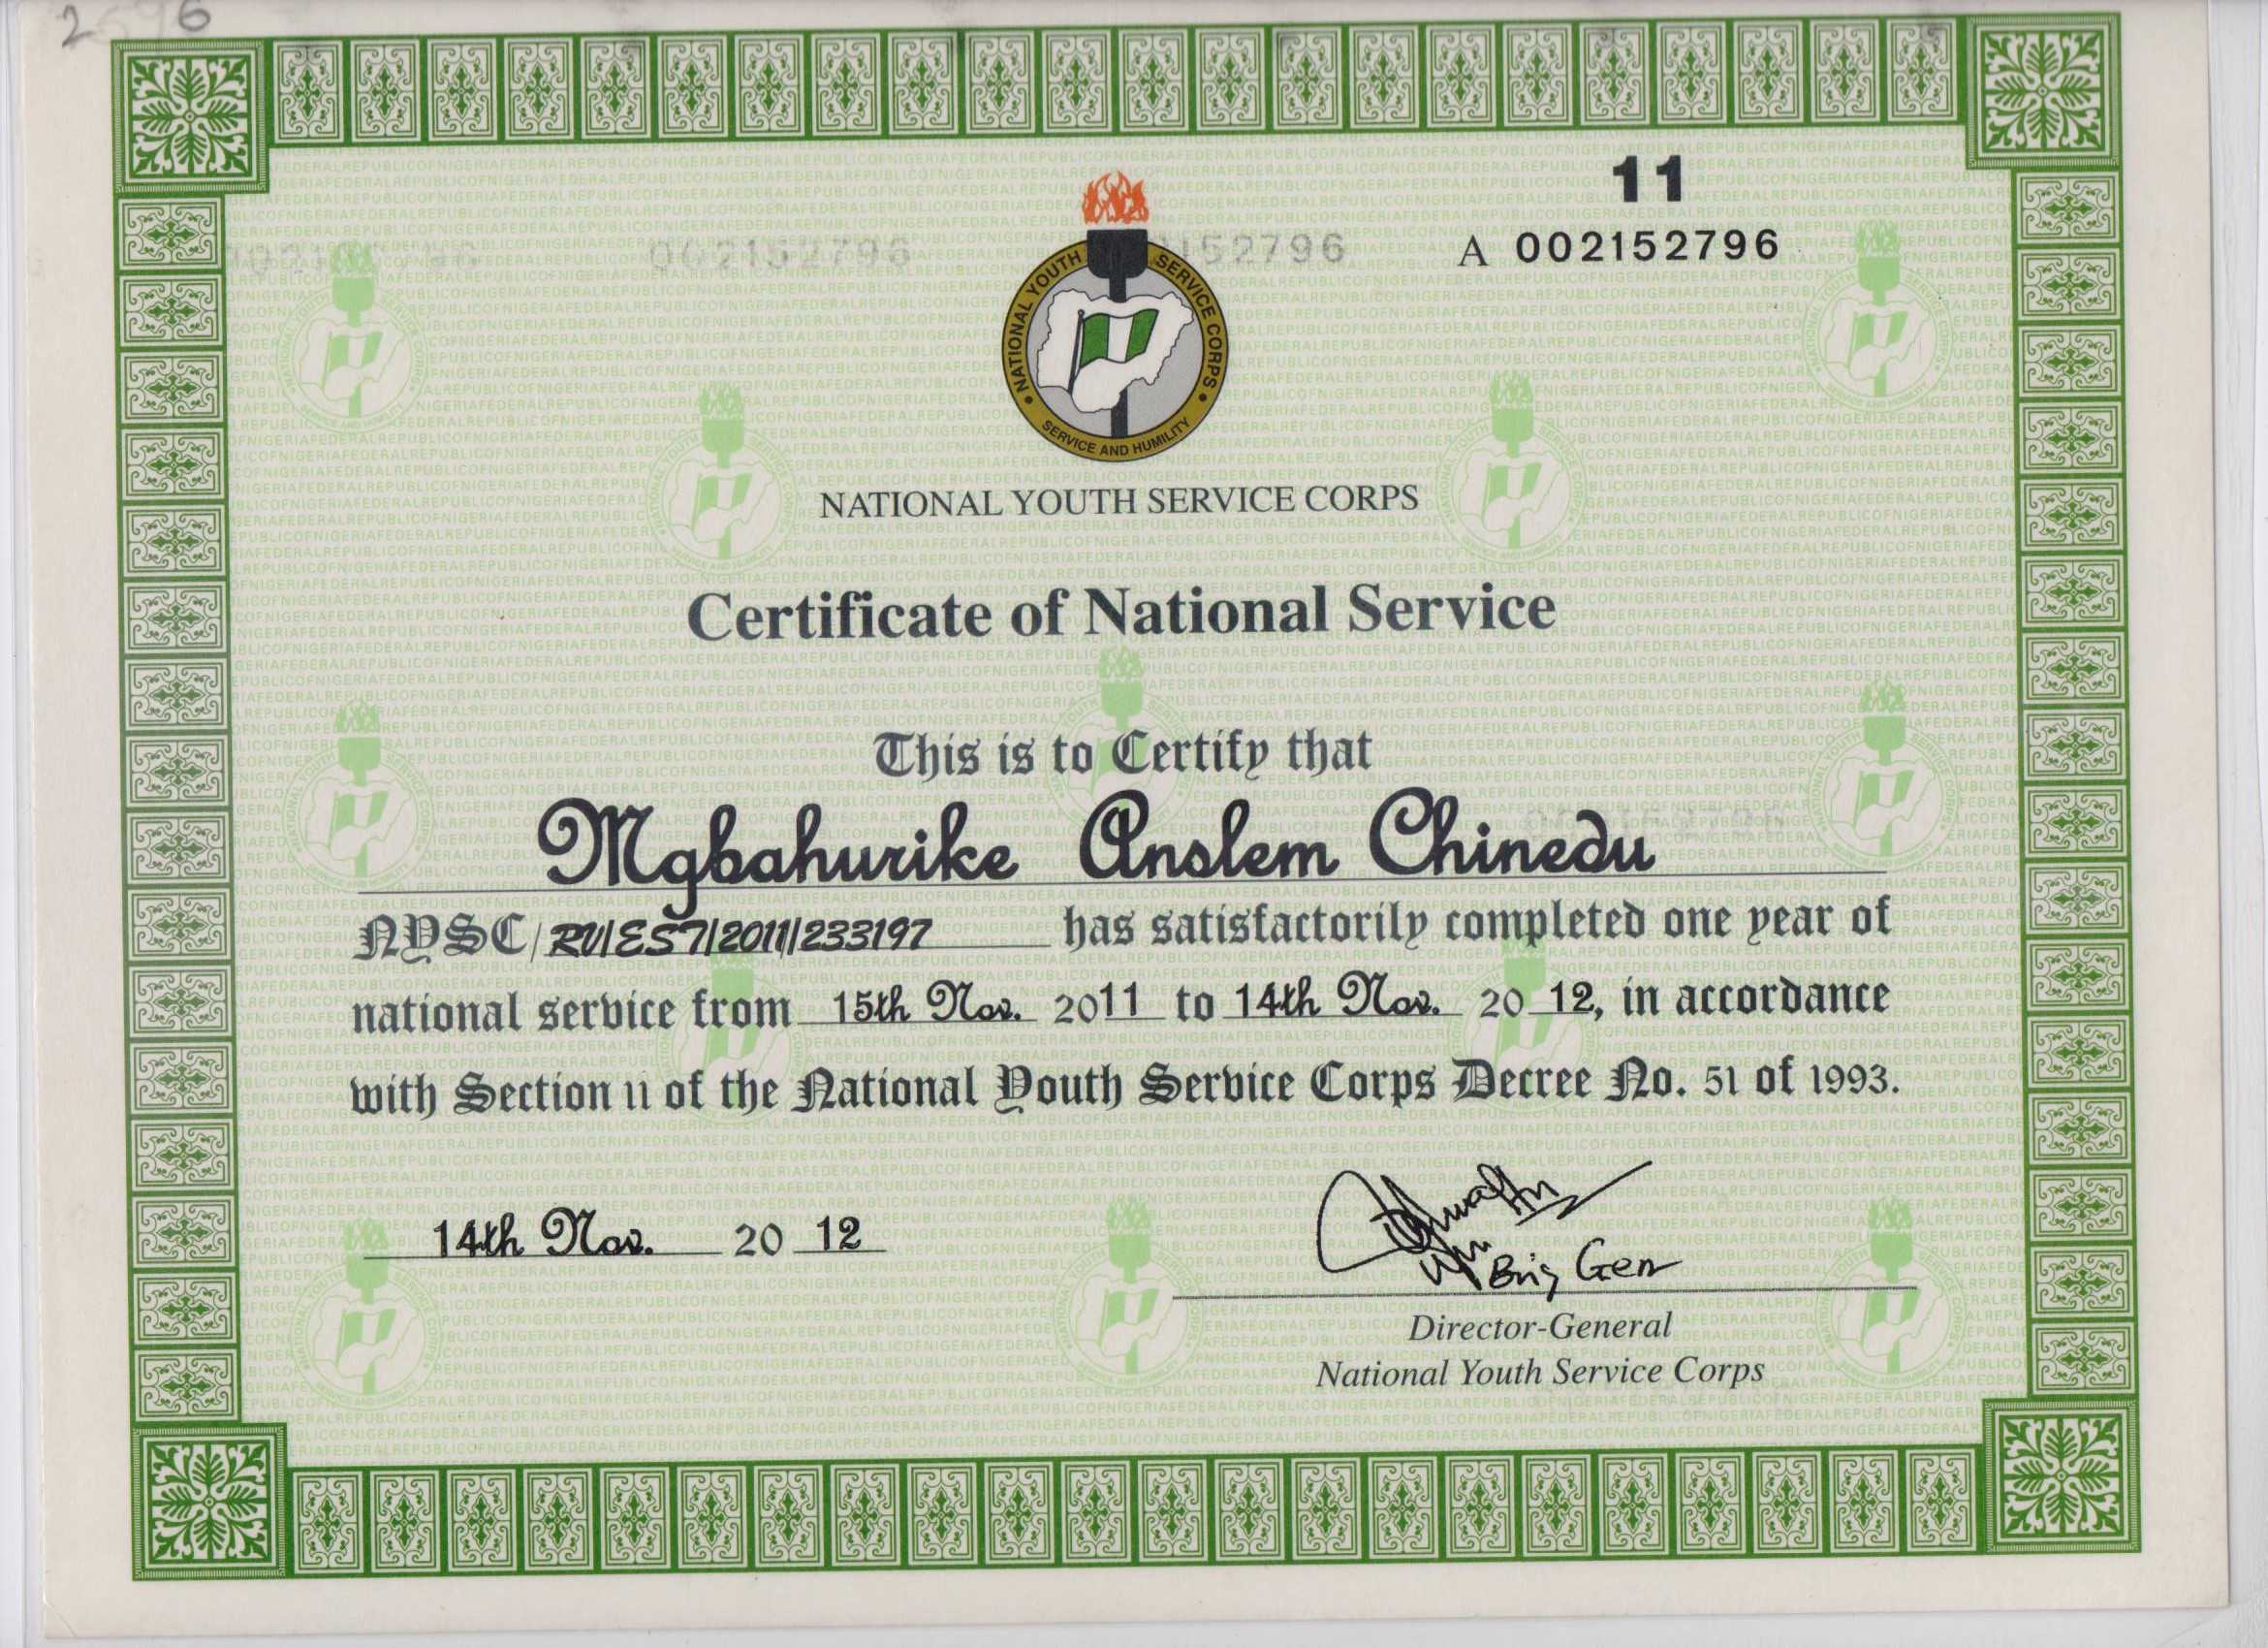 11
A 002152796
NATIONAL YOUTH SERVICE CORPS
SERVICE AND HUMILITY
NATIONAL YOUTH SERVICE CORPS
Certificate of National Service
This is to Certify that
Mgbahurike Anslem Chinedu
NYSC/RV/ES7/2011/233197 has satisfactorily completed one year of
national service from 15th Nov. 2011 to 14th Nov. 2012, in accordance
with Section 11 of the National Youth Service Corps Decree No. 51 of 1993.
14th Nov. 20 12
Brig Gen
Director-General
National Youth Service Corps